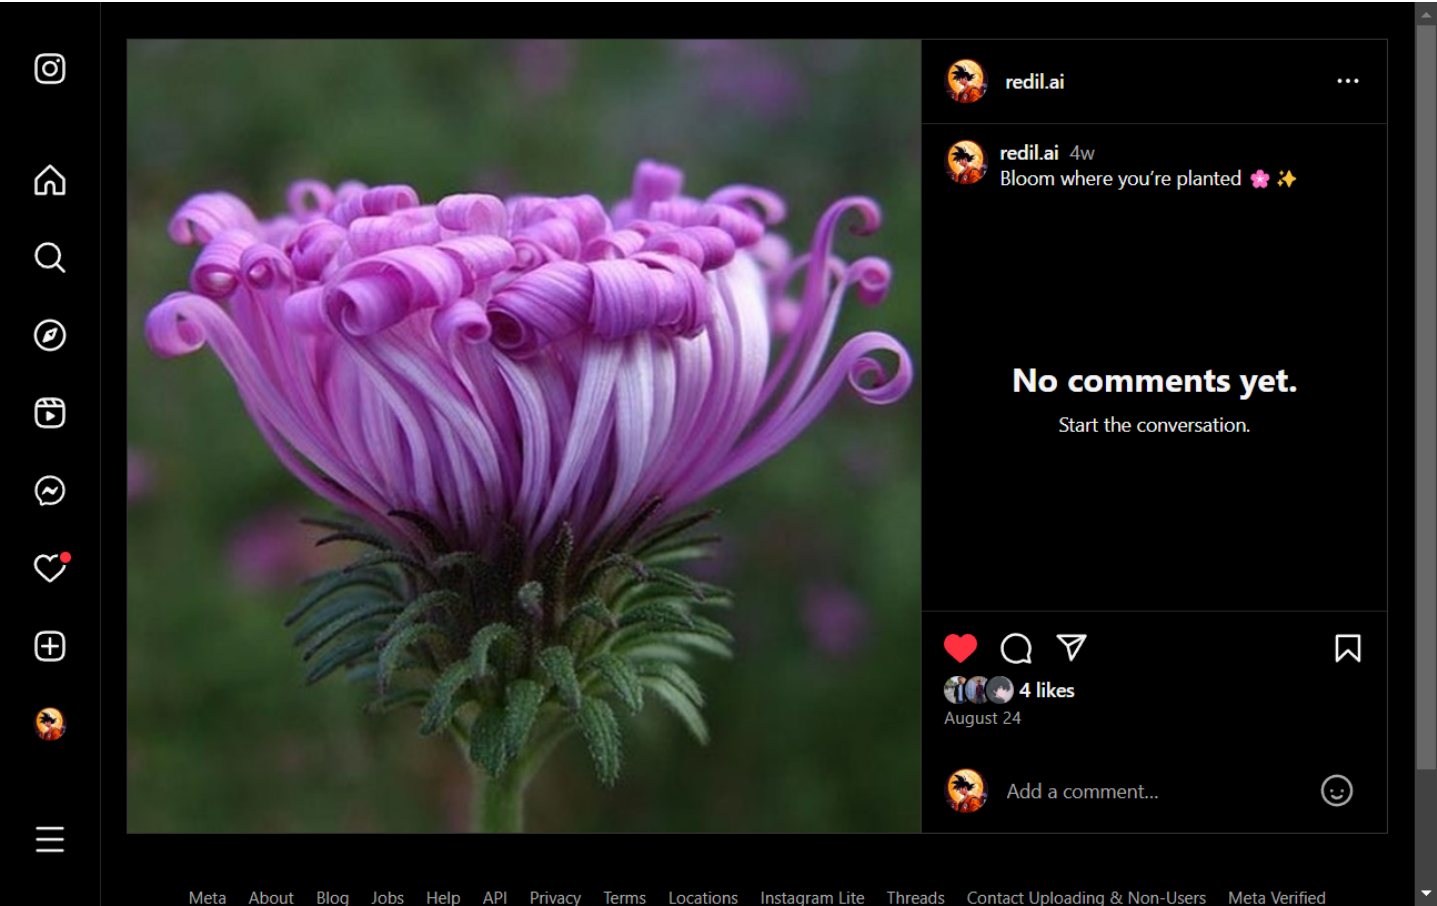 redil.ai
redil.ai 4w
Bloom where you’re planted 🌸✨
No comments yet.
Start the conversation.
4 likes
August 24
Add a comment...
Meta About Blog Jobs Help API Privacy Terms Locations Instagram Lite Threads Contact Uploading & Non-Users Meta Verified